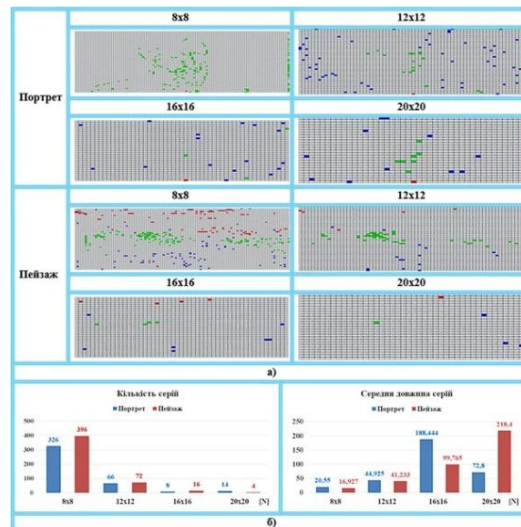 8x8 12x12
Портрет
16x16 20x20
8x8 12x12
Пейзаж
16x16 20x20
а)
Кількість серій
Портрет Пейзаж
500
400
300
200
100
0
326 396
66 72
8 16
14 4
8x8 12x12 16x16 20x20 [N]
Середня довжина серій
Портрет Пейзаж
250
200
150
100
50
0
20,55 16,927
44,925 41,233
188,444 99,765
72,8 218,4
8x8 12x12 16x16 20x20 [N]
б)